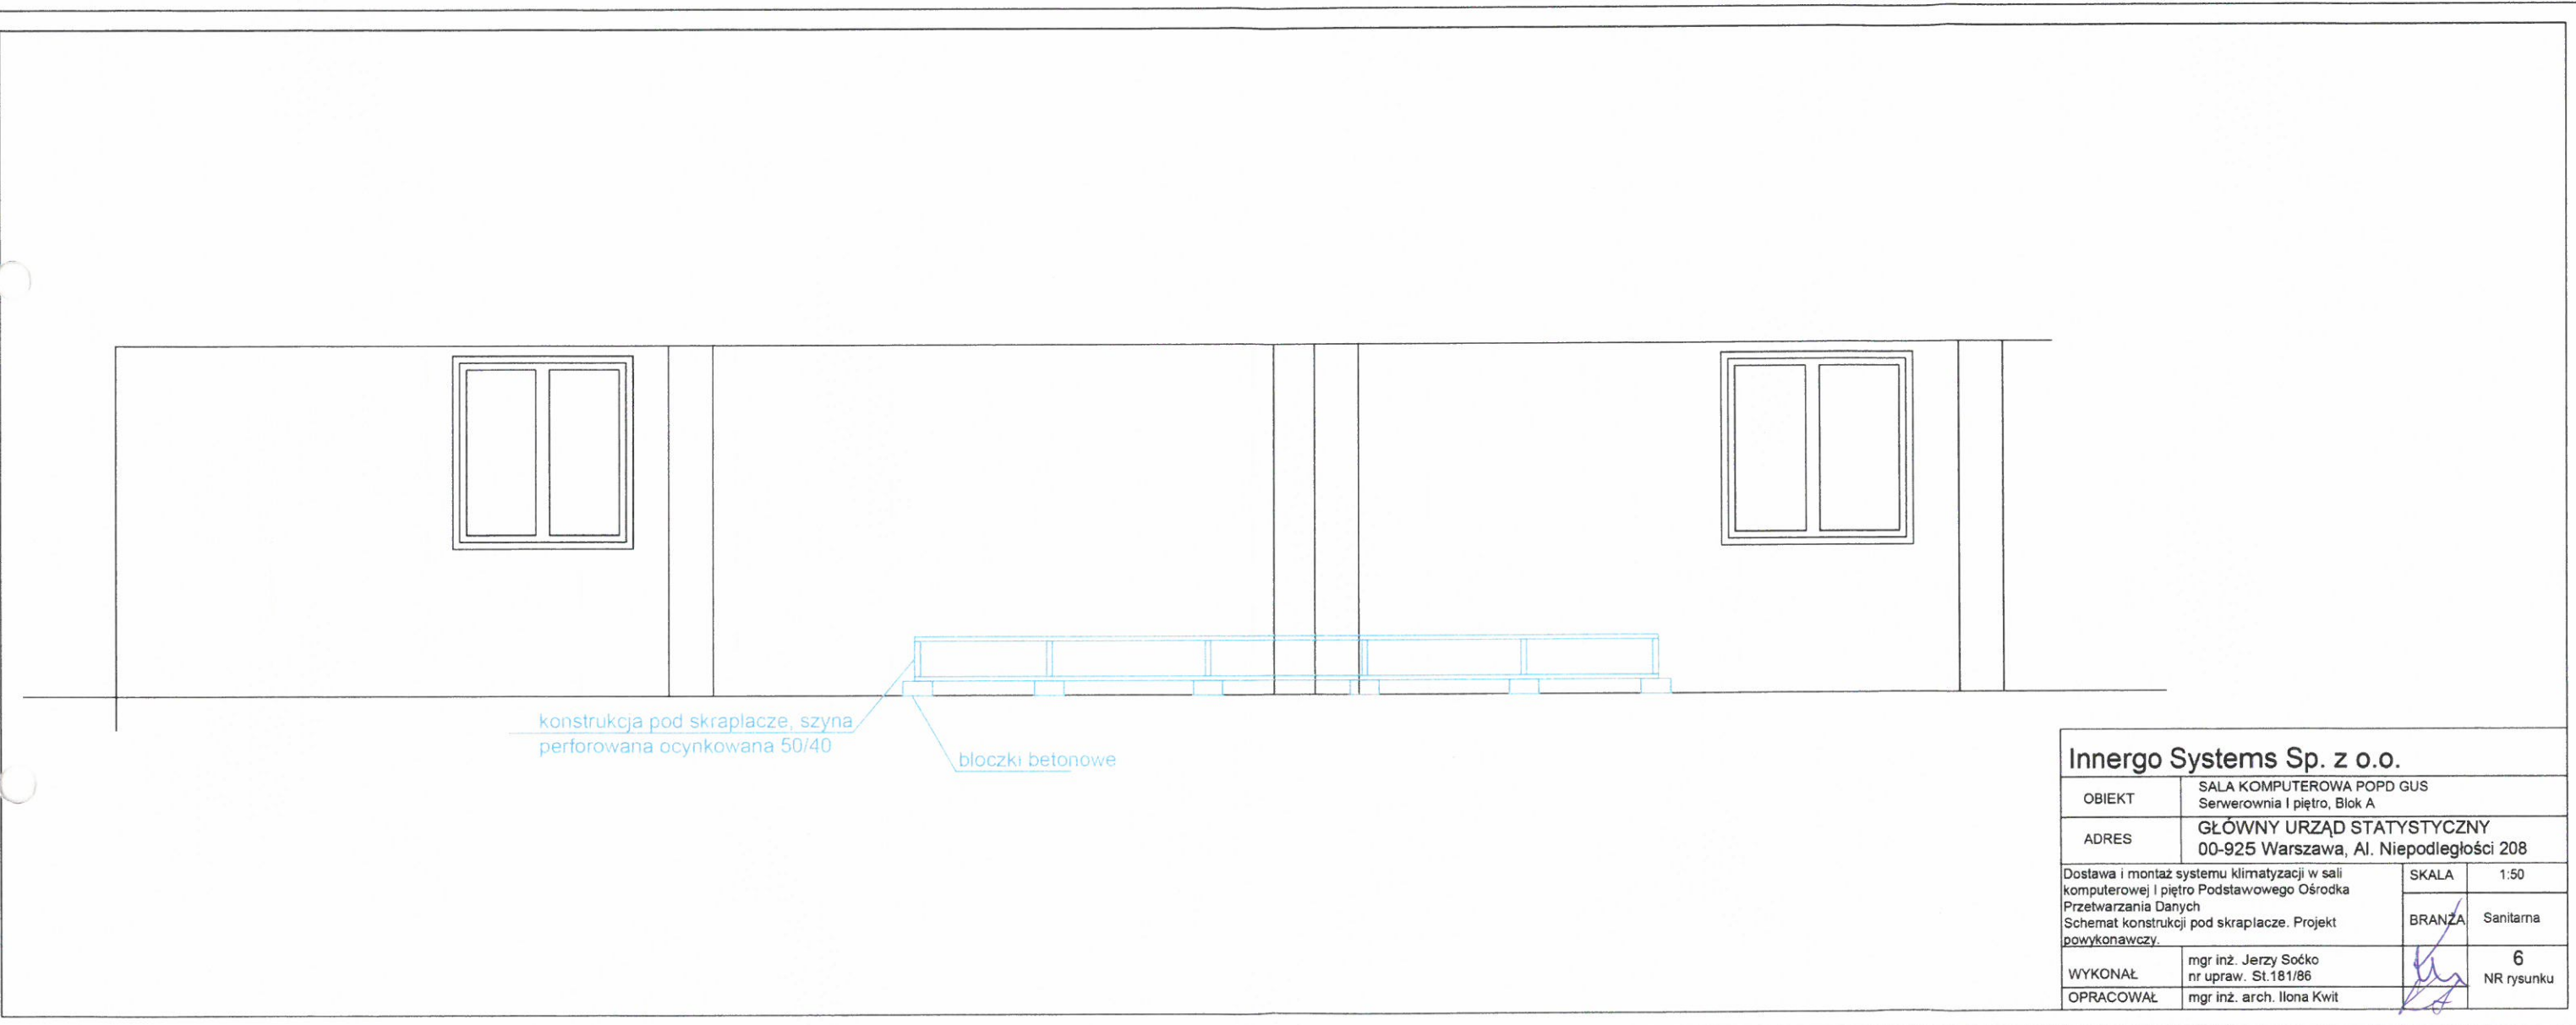 konstrukcja pod skraplacze, szyna
perforowana ocynkowana 50/40
bloczki betonowe
Innergo Systems Sp. z o.o.
OBIEKT
SALA KOMPUTEROWA POPD GUS
Serwerownia I piętro, Blok A
ADRES
GŁÓWNY URZĄD STATYSTYCZNY
00-925 Warszawa, Al. Niepodległości 208
Dostawa i montaż systemu klimatyzacji w sali
komputerowej I piętro Podstawowego Ośrodka
Przetwarzania Danych
Schemat konstrukcji pod skraplacze. Projekt
powykonawczy.
SKALA
1:50
BRANŻA
Sanitarna
WYKONAŁ
mgr inż. Jerzy Soćko
nr upraw. St.181/86
6
NR rysunku
OPRACOWAŁ
mgr inż. arch. Ilona Kwit